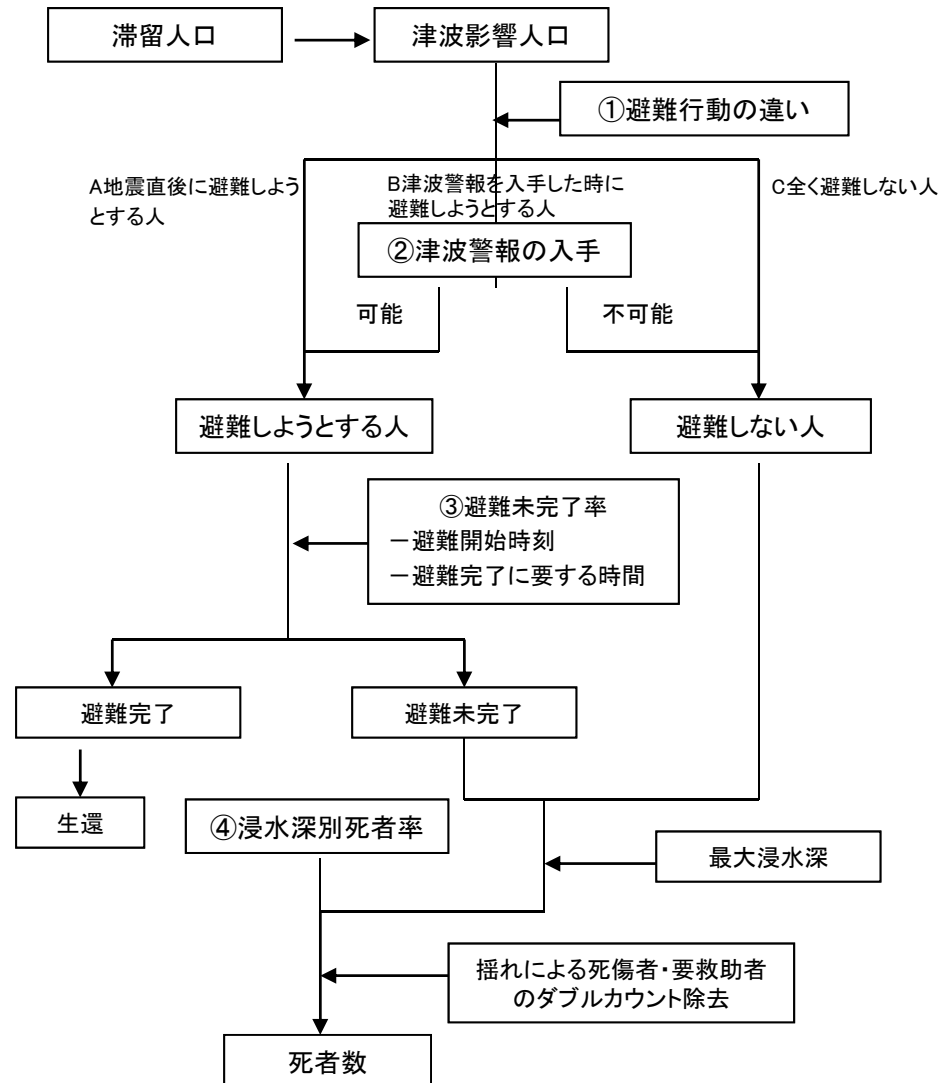 滞留人口
津波影響人口
①避難行動の違い
A地震直後に避難しよう
とする人
B津波警報を入手した時に
避難しようとする人
C全く避難しない人
②津波警報の入手
可能
不可能
避難しようとする人
避難しない人
③避難未完了率
－避難開始時刻
－避難完了に要する時間
避難完了
避難未完了
生還
④浸水深別死者率
最大浸水深
揺れによる死傷者・要救助者
のダブルカウント除去
死者数